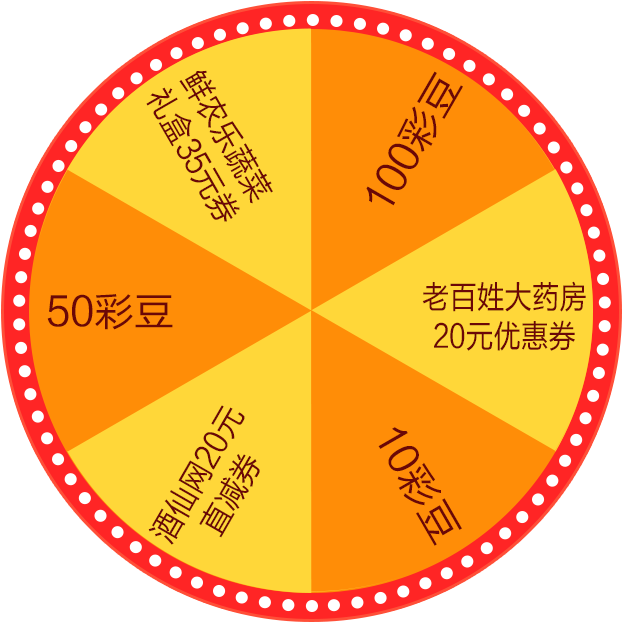 鲜农乐蔬菜
礼盒35元券
100彩豆
老百姓大药房
20元优惠券
10彩豆
酒仙网20元
直减券
50彩豆